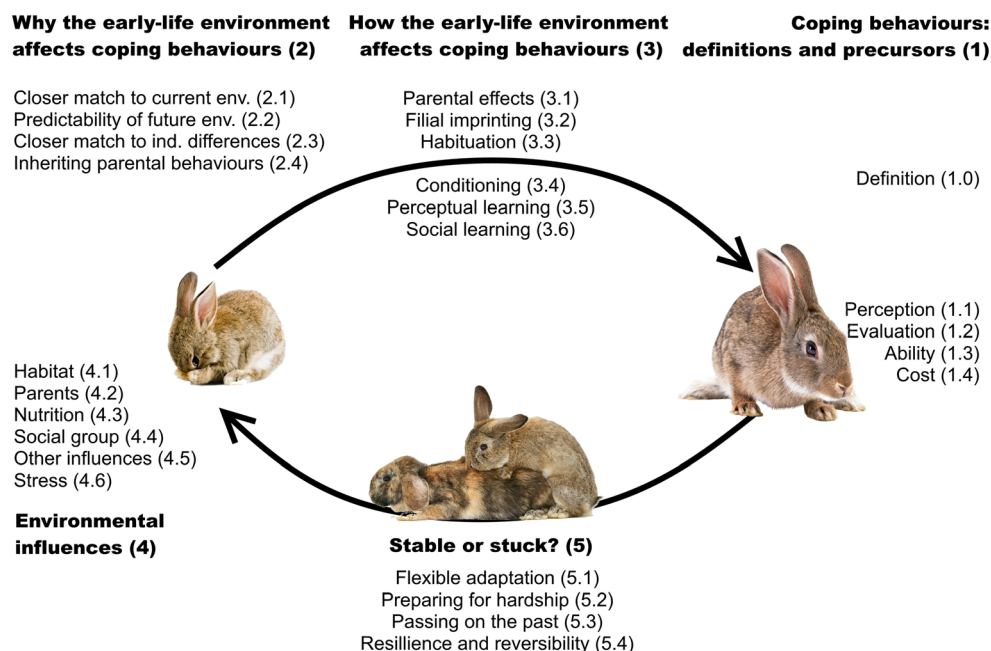 Why the early-life environment
affects coping behaviours (2)
Closer match to current env. (2.1)
Predictability of future env. (2.2)
Closer match to ind. differences (2.3)
Inheriting parental behaviours (2.4)
How the early-life environment
affects coping behaviours (3)
Parental effects (3.1)
Filial imprinting (3.2)
Habituation (3.3)
Conditioning (3.4)
Perceptual learning (3.5)
Social learning (3.6)
Coping behaviours:
definitions and precursors (1)
Definition (1.0)
Perception (1.1)
Evaluation (1.2)
Ability (1.3)
Cost (1.4)
Habitat (4.1)
Parents (4.2)
Nutrition (4.3)
Social group (4.4)
Other influences (4.5)
Stress (4.6)
Environmental
influences (4)
Stable or stuck? (5)
Flexible adaptation (5.1)
Preparing for hardship (5.2)
Passing on the past (5.3)
Resillience and reversibility (5.4)